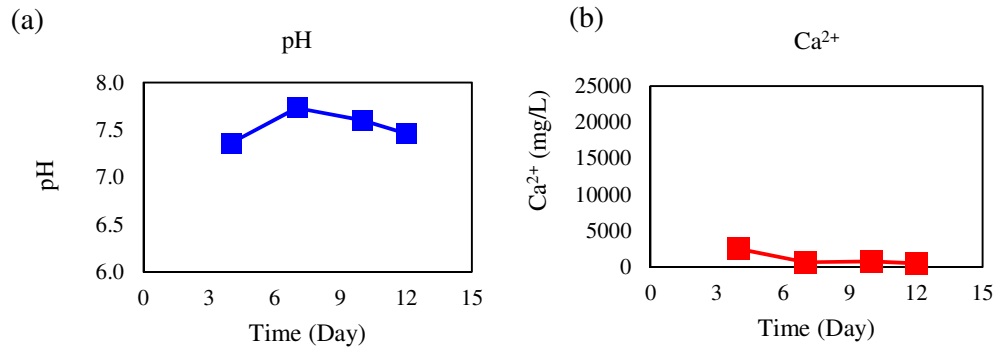 (a)
pH
8.0
7.5
7.0
6.5
6.0
pH
0 3 6 9 12 15
Time (Day)
(b)
Ca²⁺
25000
20000
15000
10000
5000
0
Ca²⁺ (mg/L)
0 3 6 9 12 15
Time (Day)